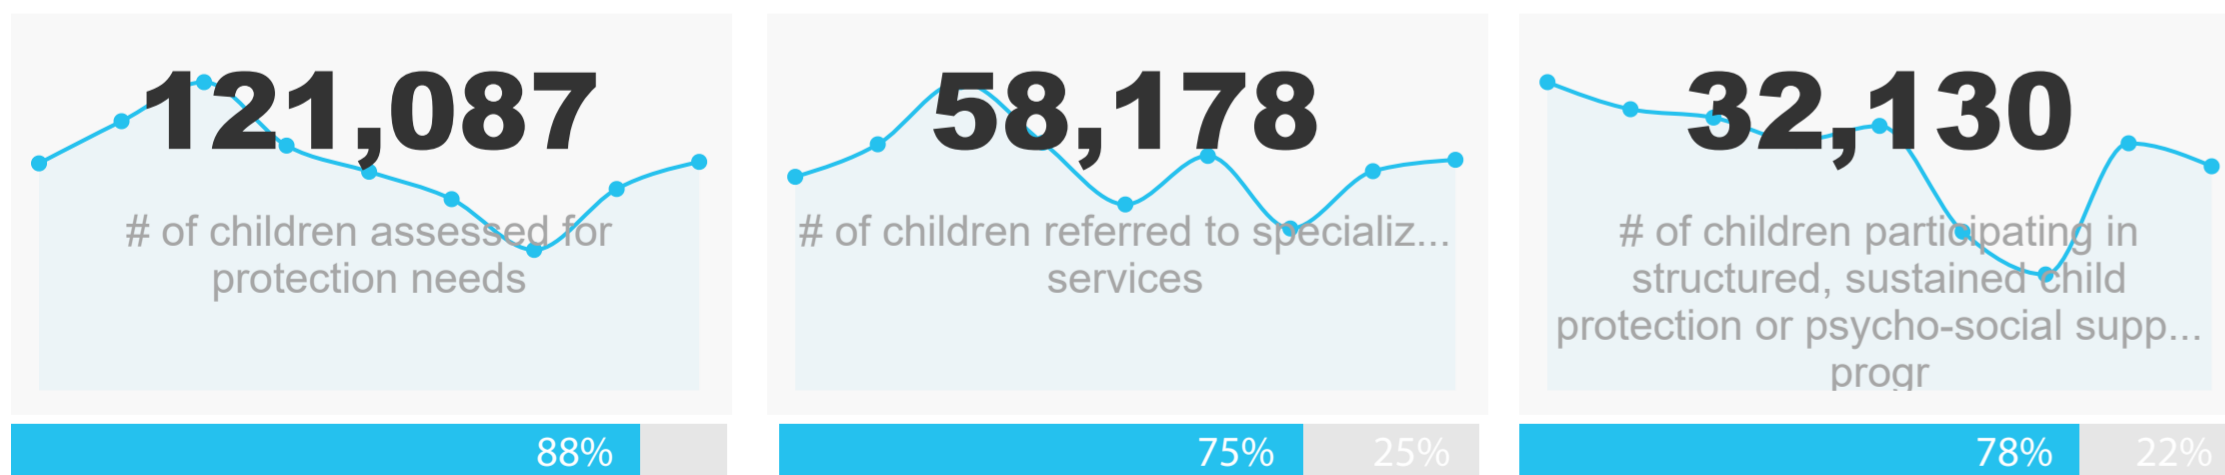 121,087
# of children assessed for
protection needs
88%
58,178
# of children referred to specializ...
services
75%
25%
32,130
# of children participating in
structured, sustained child
protection or psycho-social supp...
progr
78%
22%